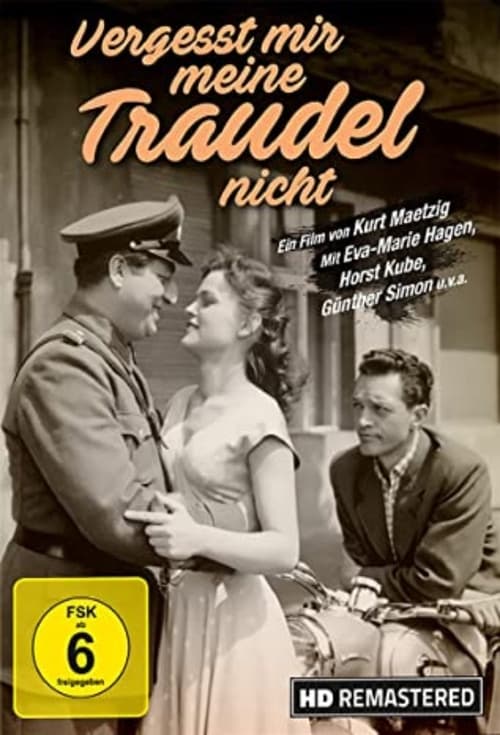 Vergesst mir
meine
Traudel
nicht
Ein Film von Kurt Maetzig
Mit Eva-Marie Hagen,
Horst Kube,
Günther Simon u.v.a.
FSK
ab
6
freigegeben
HD REMASTERED